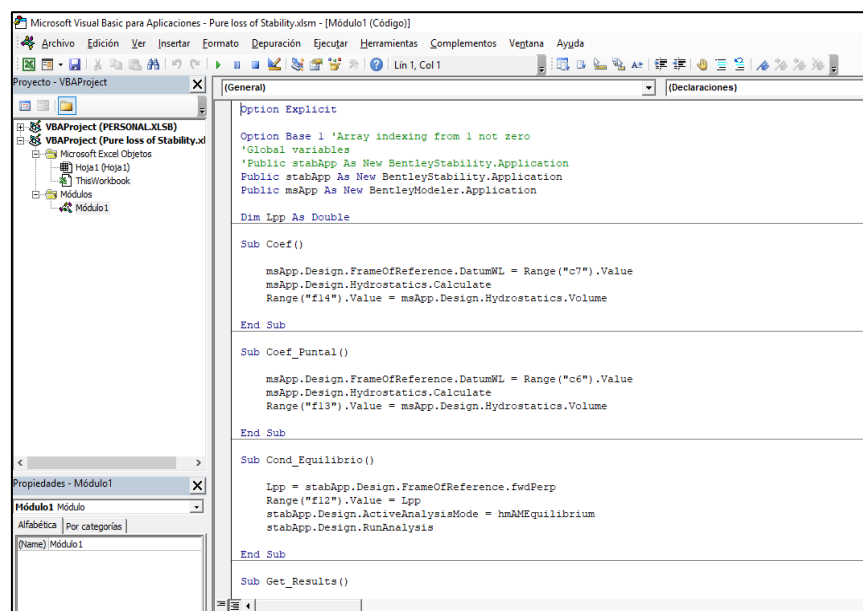 Microsoft Visual Basic para Aplicaciones - Pure loss of Stability.xlsm - [Módulo1 (Código)]
Archivo Edición Ver Insertar Formato Depuración Ejecutar Herramientas Complementos Ventana Ayuda
Lín 1, Col 1
Proyecto - VBAProject
VBAProject (PERSONAL.XLSB)
VBAProject (Pure loss of Stability.xl
Microsoft Excel Objetos
Hoja1 (Hoja1)
ThisWorkbook
Módulos
Módulo1
Propiedades - Módulo1
Módulo1 Módulo
Alfabética Por categorías
(Name) Módulo1
(General) (Declaraciones)
Option Explicit
Option Base 1 'Array indexing from 1 not zero
'Global variables
'Public stabApp As New BentleyStability.Application
Public stabApp As New BentleyStability.Application
Public msApp As New BentleyModeler.Application
Dim Lpp As Double
Sub Coef()
msApp.Design.FrameOfReference.DatumWL = Range("c7").Value
msApp.Design.Hydrostatics.Calculate
Range("f14").Value = msApp.Design.Hydrostatics.Volume
End Sub
Sub Coef_Puntal()
msApp.Design.FrameOfReference.DatumWL = Range("c6").Value
msApp.Design.Hydrostatics.Calculate
Range("f13").Value = msApp.Design.Hydrostatics.Volume
End Sub
Sub Cond_Equilibrio()
Lpp = stabApp.Design.FrameOfReference.fwdPerp
Range("f12").Value = Lpp
stabApp.Design.ActiveAnalysisMode = hmAMEquilibrium
stabApp.Design.RunAnalysis
End Sub
Sub Get_Results()